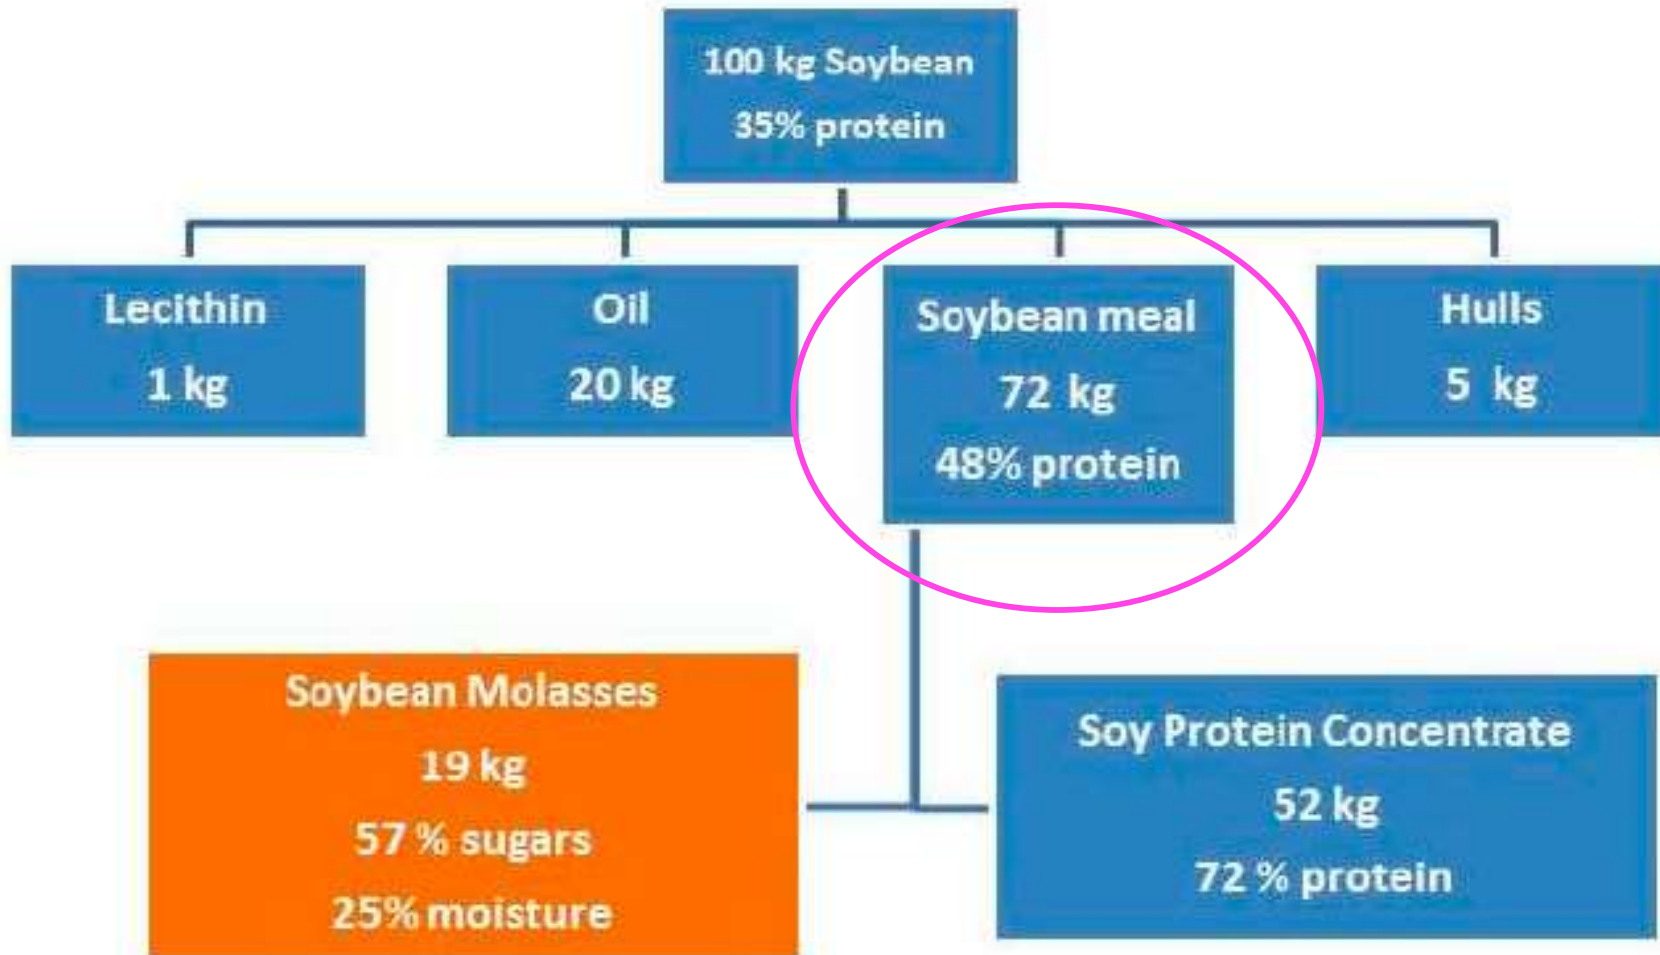 100 kg Soybean
35% protein
Lecithin
1 kg
Oil
20 kg
Soybean meal
72 kg
48% protein
Hulls
5 kg
Soybean Molasses
19 kg
57 % sugars
25% moisture
Soy Protein Concentrate
52 kg
72 % protein